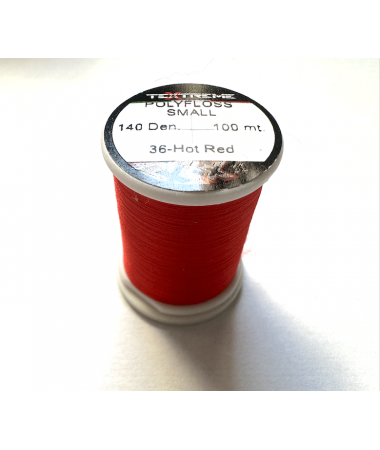 TEXTREME
POLYFLOSS
SMALL
140 Den. 100 mt.
36-Hot Red